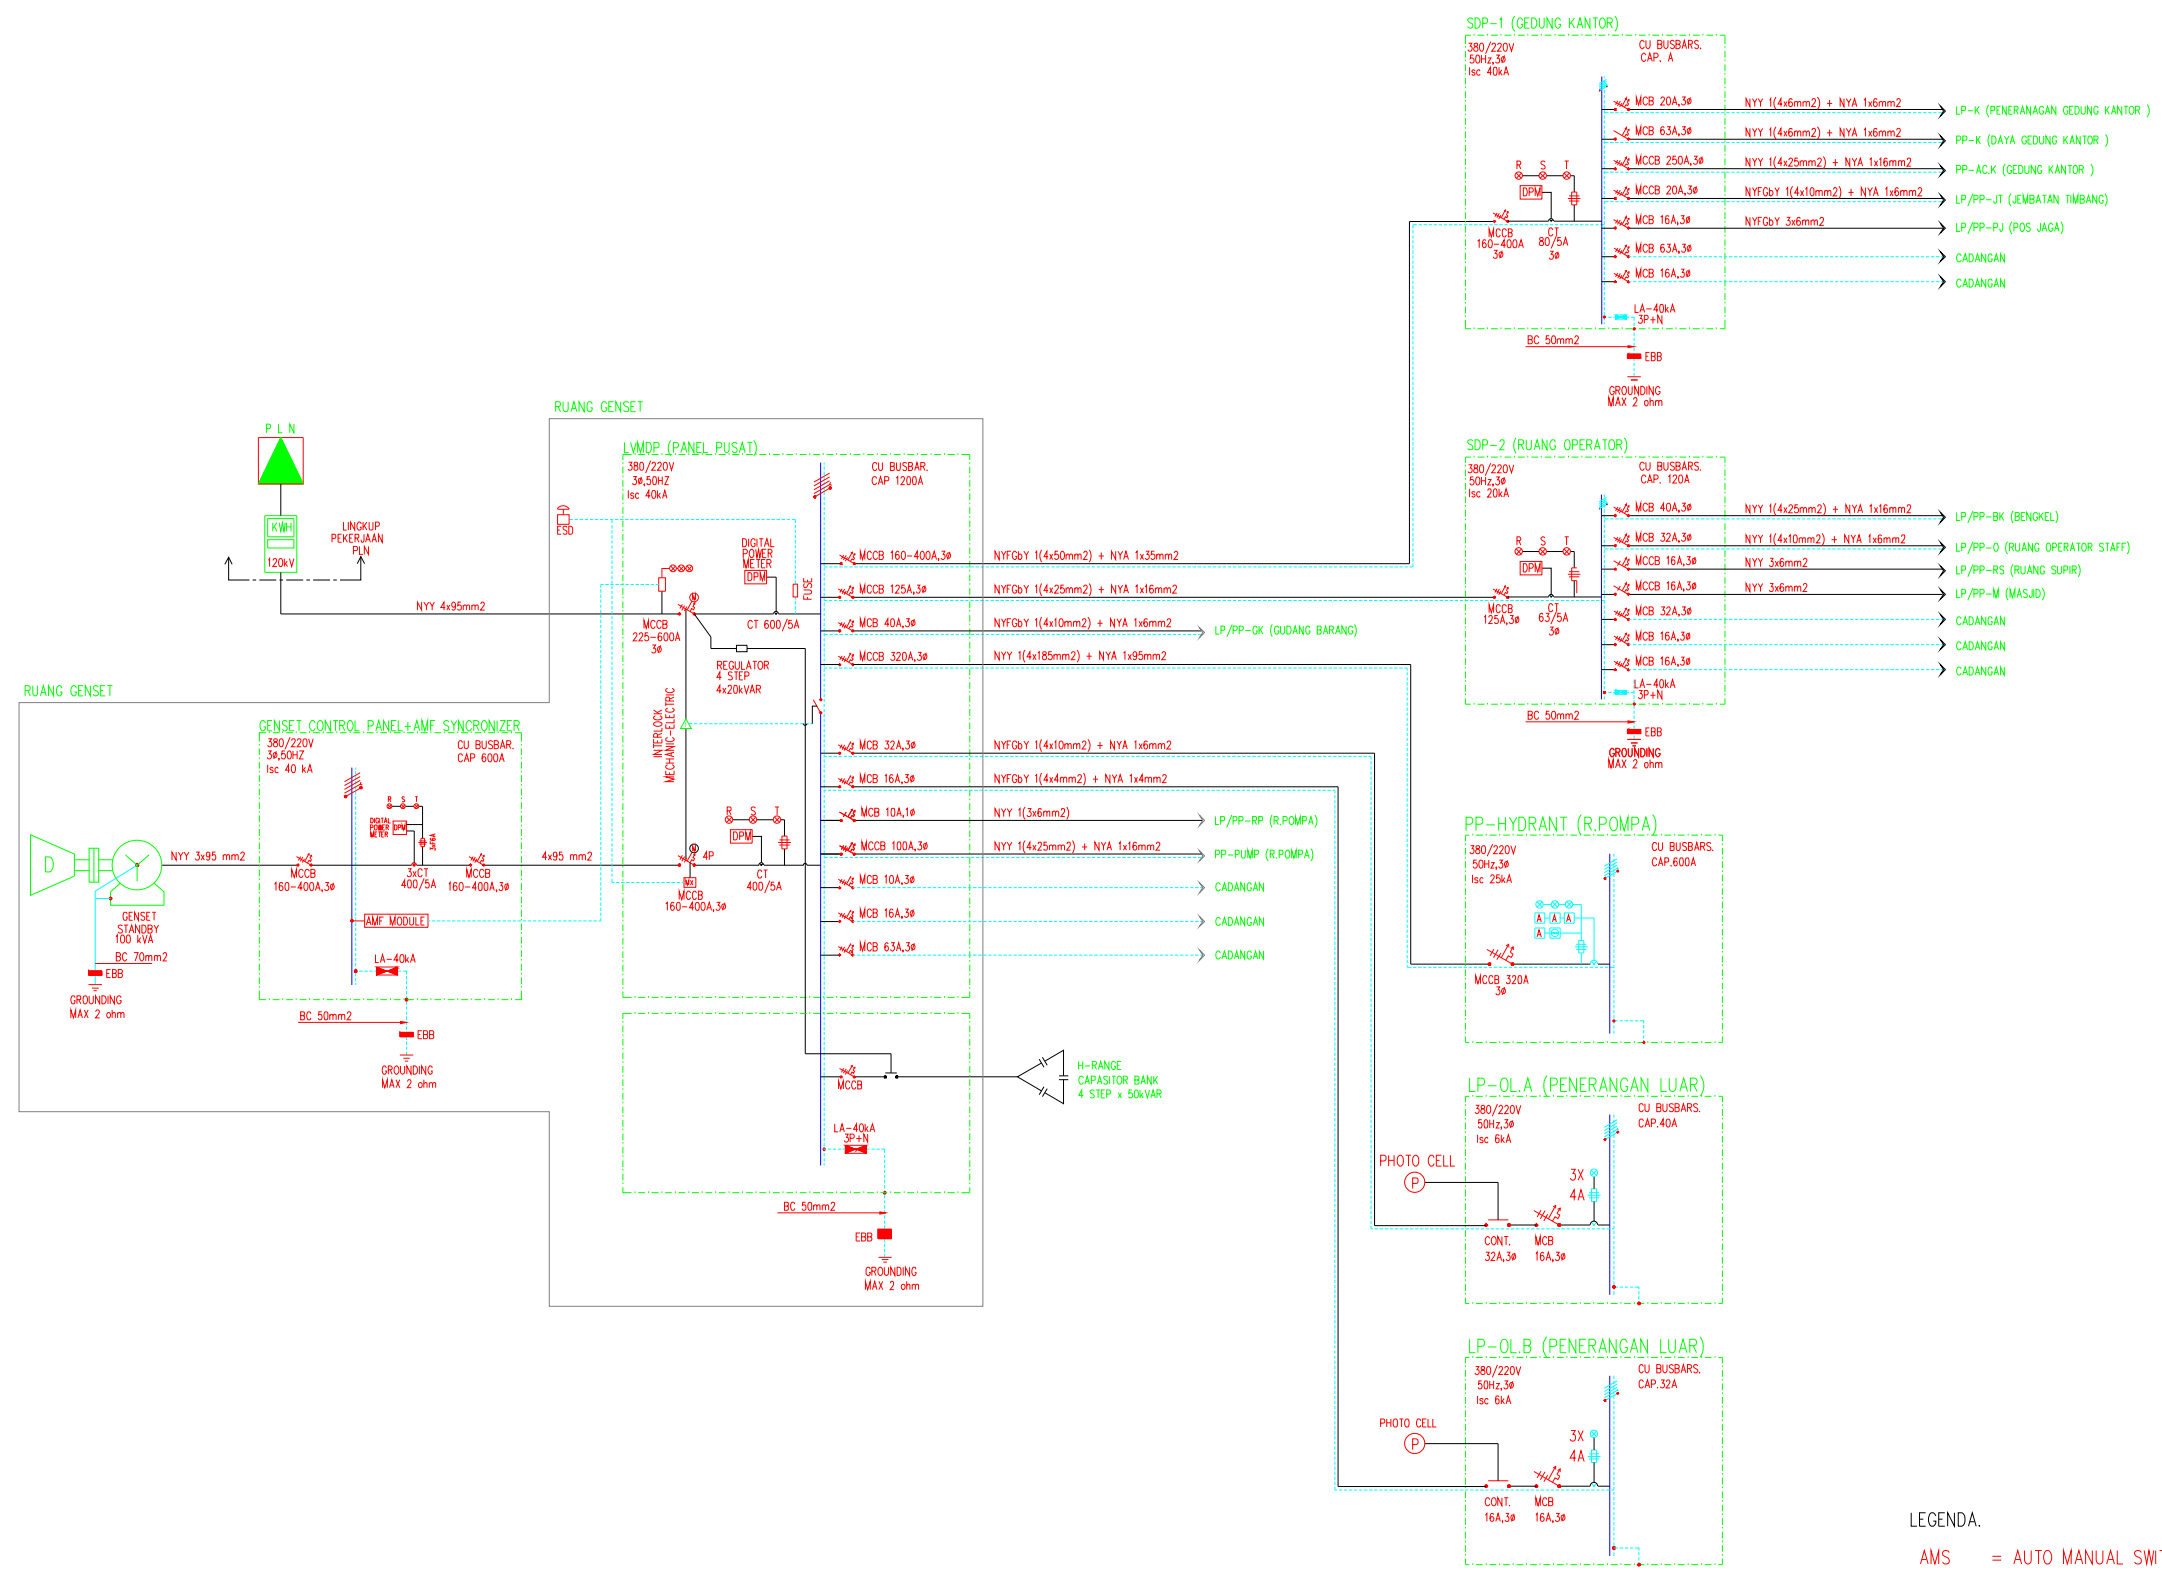 SDP-1 (GEDUNG KANTOR)
380/220V
50Hz,3ø
Isc 40kA
CU BUSBARS.
CAP. A
MCB 20A,3ø
NYY 1(4x6mm2) + NYA 1x6mm2
LP-K (PENERANAGAN GEDUNG KANTOR )
MCB 63A,3ø
NYY 1(4x6mm2) + NYA 1x6mm2
PP-K (DAYA GEDUNG KANTOR )
MCCB 250A,3ø
NYY 1(4x25mm2) + NYA 1x16mm2
PP-AC.K (GEDUNG KANTOR )
MCCB 20A,3ø
NYFGbY 1(4x10mm2) + NYA 1x6mm2
LP/PP-JT (JEMBATAN TIMBANG)
MCB 16A,3ø
NYFGbY 3x6mm2
LP/PP-PJ (POS JAGA)
MCB 63A,3ø
CADANGAN
MCB 16A,3ø
CADANGAN
R S T
DPM
MCCB
160-400A
3ø
CT
80/5A
3ø
LA-40kA
3P+N
BC 50mm2
EBB
GROUNDING
MAX 2 ohm
SDP-2 (RUANG OPERATOR)
380/220V
50Hz,3ø
Isc 20kA
CU BUSBARS.
CAP. 120A
MCB 40A,3ø
NYY 1(4x25mm2) + NYA 1x16mm2
LP/PP-BK (BENGKEL)
MCB 32A,3ø
NYY 1(4x10mm2) + NYA 1x6mm2
LP/PP-O (RUANG OPERATOR STAFF)
MCCB 16A,3ø
NYY 3x6mm2
LP/PP-RS (RUANG SUPIR)
MCCB 16A,3ø
NYY 3x6mm2
LP/PP-M (MASJID)
MCB 32A,3ø
CADANGAN
MCB 16A,3ø
CADANGAN
MCB 16A,3ø
CADANGAN
R S T
DPM
MCCB
125A,3ø
CT
63/5A
3ø
LA-40kA
3P+N
BC 50mm2
EBB
GROUNDING
MAX 2 ohm
P L N
KWH
120kV
LINGKUP
PEKERJAAN
PLN
NYY 4x95mm2
RUANG GENSET
LVMDP (PANEL PUSAT)
380/220V
3ø,50HZ
Isc 40kA
CU BUSBAR.
CAP 1200A
ESD
DIGITAL
POWER
METER
DPM
FUSE
M
MCCB
225-600A
3ø
CT 600/5A
REGULATOR
4 STEP
4x20kVAR
INTERLOCK
MECHANIC-ELECTRIC
MCCB 160-400A,3ø
NYFGbY 1(4x50mm2) + NYA 1x35mm2
MCCB 125A,3ø
NYFGbY 1(4x25mm2) + NYA 1x16mm2
MCB 40A,3ø
NYFGbY 1(4x10mm2) + NYA 1x6mm2
LP/PP-GK (GUDANG BARANG)
MCCB 320A,3ø
NYY 1(4x185mm2) + NYA 1x95mm2
MCB 32A,3ø
NYFGbY 1(4x10mm2) + NYA 1x6mm2
MCB 16A,3ø
NYFGbY 1(4x4mm2) + NYA 1x4mm2
MCB 10A,1ø
NYY 1(3x6mm2)
LP/PP-RP (R.POMPA)
MCCB 100A,3ø
NYY 1(4x25mm2) + NYA 1x16mm2
PP-PUMP (R.POMPA)
MCB 10A,3ø
CADANGAN
MCB 16A,3ø
CADANGAN
MCB 63A,3ø
CADANGAN
R S T
DPM
M
4P
MX
MCCB
160-400A,3ø
CT
400/5A
MCCB
H-RANGE
CAPASITOR BANK
4 STEP x 50kVAR
LA-40kA
3P+N
BC 50mm2
EBB
GROUNDING
MAX 2 ohm
RUANG GENSET
GENSET CONTROL PANEL+AMF SYNCRONIZER
380/220V
3ø,50HZ
Isc 40 kA
CU BUSBAR.
CAP 600A
R S T
DIGITAL
POWER
METER
DPM
D
NYY 3x95 mm2
MCCB
160-400A,3ø
3xCT
400/5A
MCCB
160-400A,3ø
4x95 mm2
GENSET
STANDBY
100 kVA
BC 70mm2
EBB
GROUNDING
MAX 2 ohm
AMF MODULE
LA-40kA
BC 50mm2
EBB
GROUNDING
MAX 2 ohm
PP-HYDRANT (R.POMPA)
380/220V
50Hz,3ø
Isc 25kA
CU BUSBARS.
CAP.600A
A A A
A
MCCB 320A
3ø
LP-OL.A (PENERANGAN LUAR)
380/220V
50Hz,3ø
Isc 6kA
CU BUSBARS.
CAP.40A
PHOTO CELL
P
3X
4A
CONT.
32A,3ø
MCB
16A,3ø
LP-OL.B (PENERANGAN LUAR)
380/220V
50Hz,3ø
Isc 6kA
CU BUSBARS.
CAP.32A
PHOTO CELL
P
3X
4A
CONT.
16A,3ø
MCB
16A,3ø
LEGENDA.
AMS = AUTO MANUAL SWI